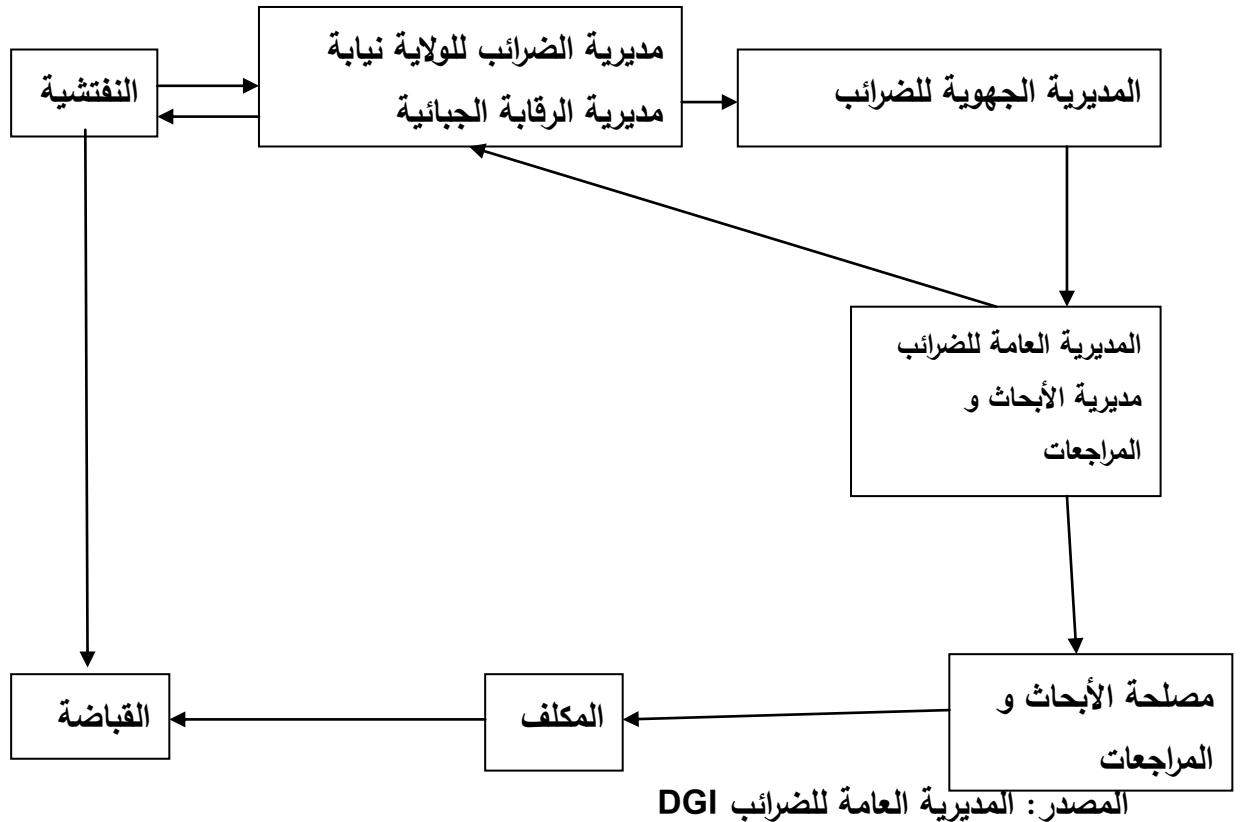 المديرية الجهوية للضرائب
مديرية الضرائب للولاية نيابة
مديرية الرقابة الجبائية
النفتشية
المديرية العامة للضرائب
مديرية الأبحاث و
المراجعات
مصلحة الأبحاث و
المراجعات
المكلف
القباضة
المصدر: المديرية العامة للضرائب DGI